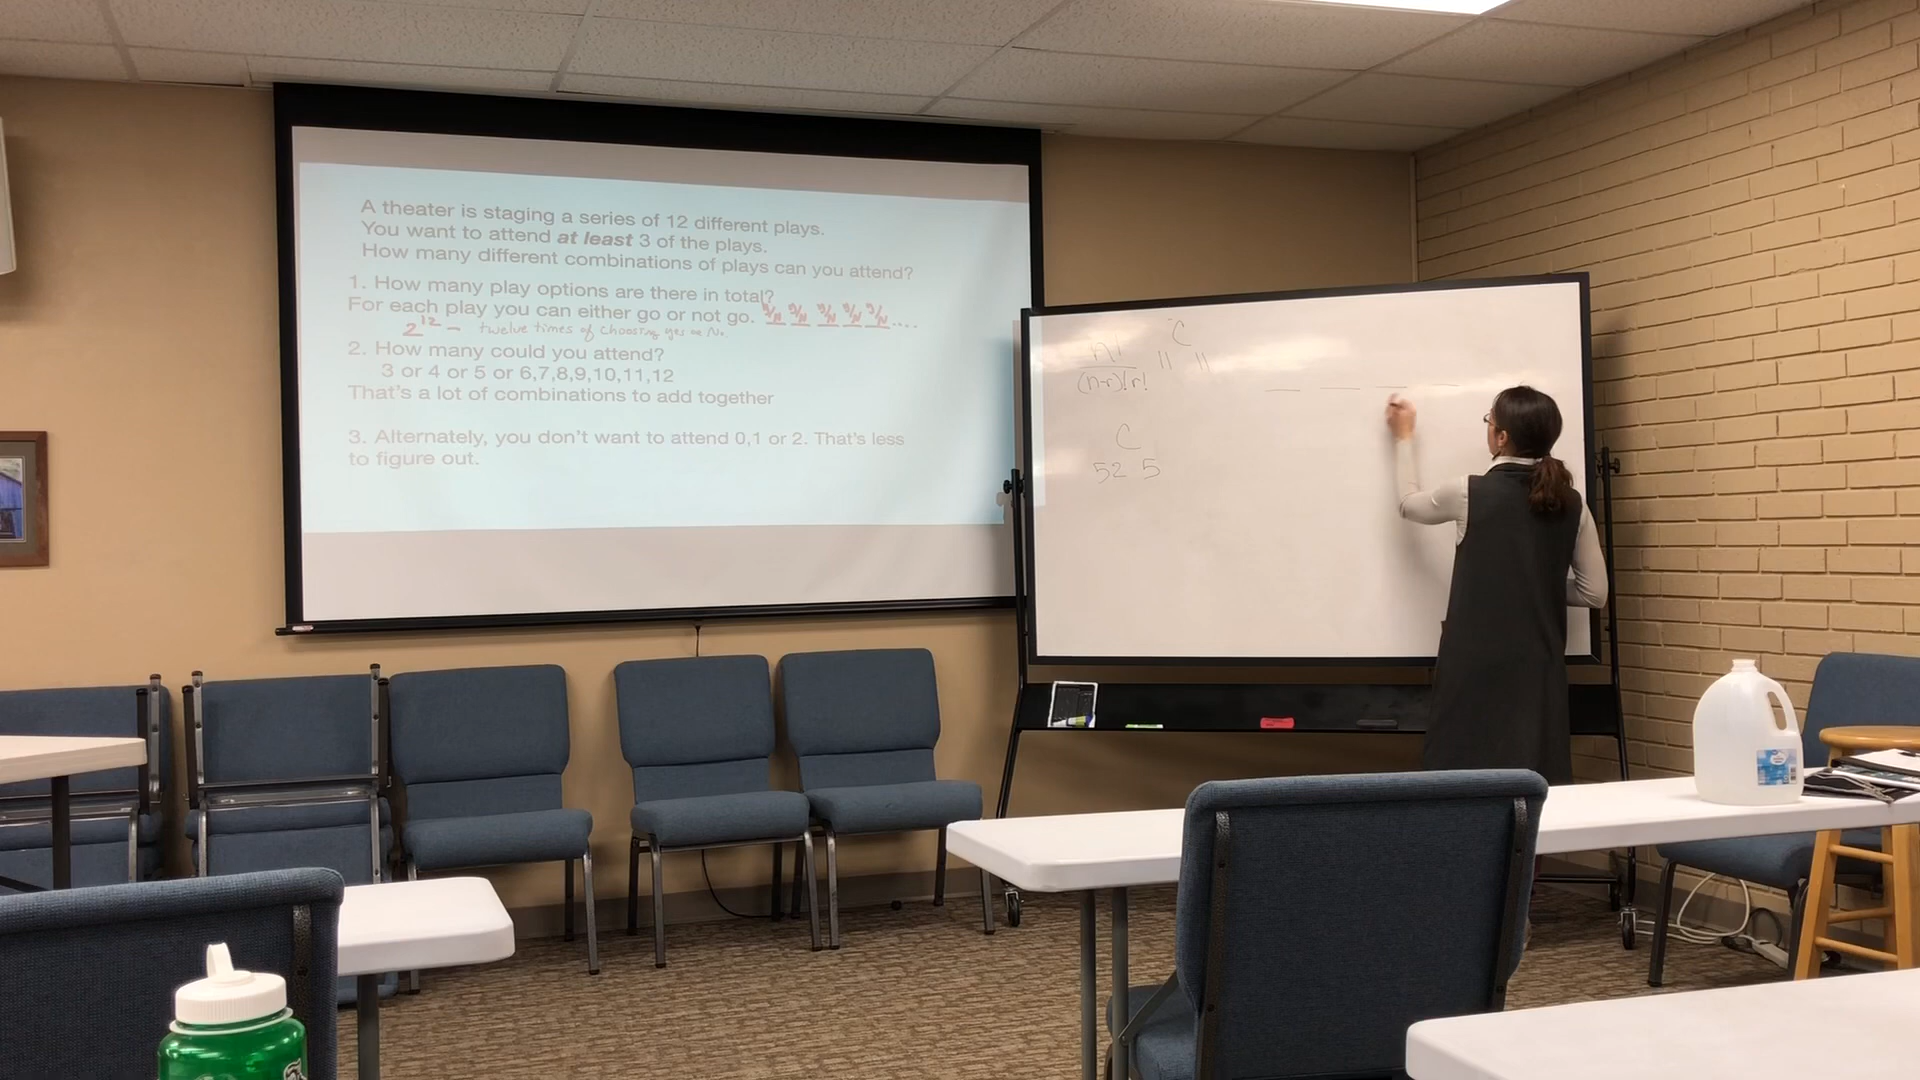 A theater is staging a series of 12 different plays.
You want to attend at least 3 of the plays.
How many different combinations of plays can you attend?
1. How many play options are there in total?
For each play you can either go or not go. Y/N Y/N Y/N Y/N Y/N ....
2^12 - twelve times of choosing yes or No.
2. How many could you attend?
3 or 4 or 5 or 6,7,8,9,10,11,12
That's a lot of combinations to add together
3. Alternately, you don't want to attend 0,1 or 2. That's less
to figure out.
n!
(n-r)!r!
C
C
52 5